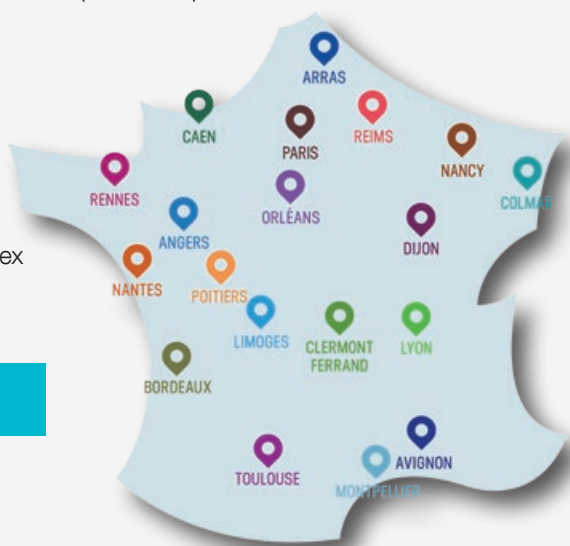 ARRAS
CAEN
PARIS
REIMS
NANCY
RENNES
ORLÉANS
COLMAR
ANGERS
DIJON
ex
NANTES
POITIERS
LIMOGES
CLERMONT
FERRAND
LYON
BORDEAUX
TOULOUSE
AVIGNON
MONTPELLIER